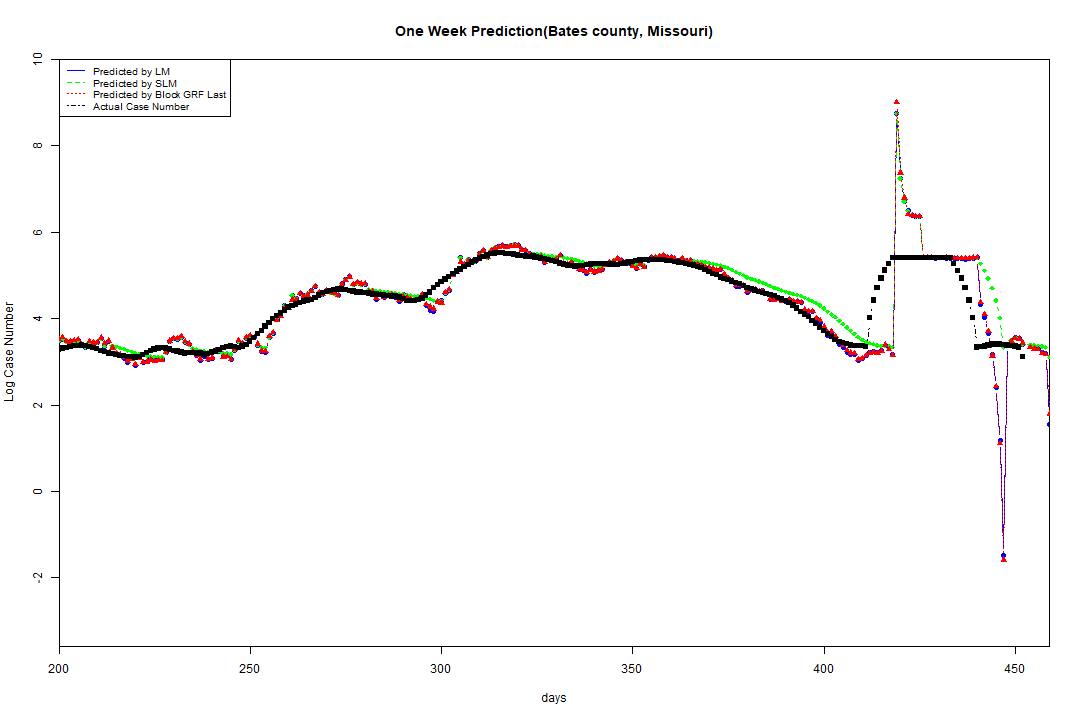 One Week Prediction(Bates county, Missouri)
Predicted by LM
Predicted by SLM
Predicted by Block GRF Last
Actual Case Number
Log Case Number
10
8
6
4
2
0
-2
200 250 300 350 400 450
days